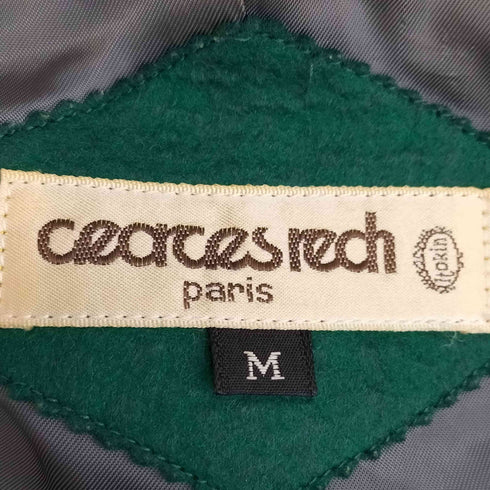 georges rech
Itokin
paris
M